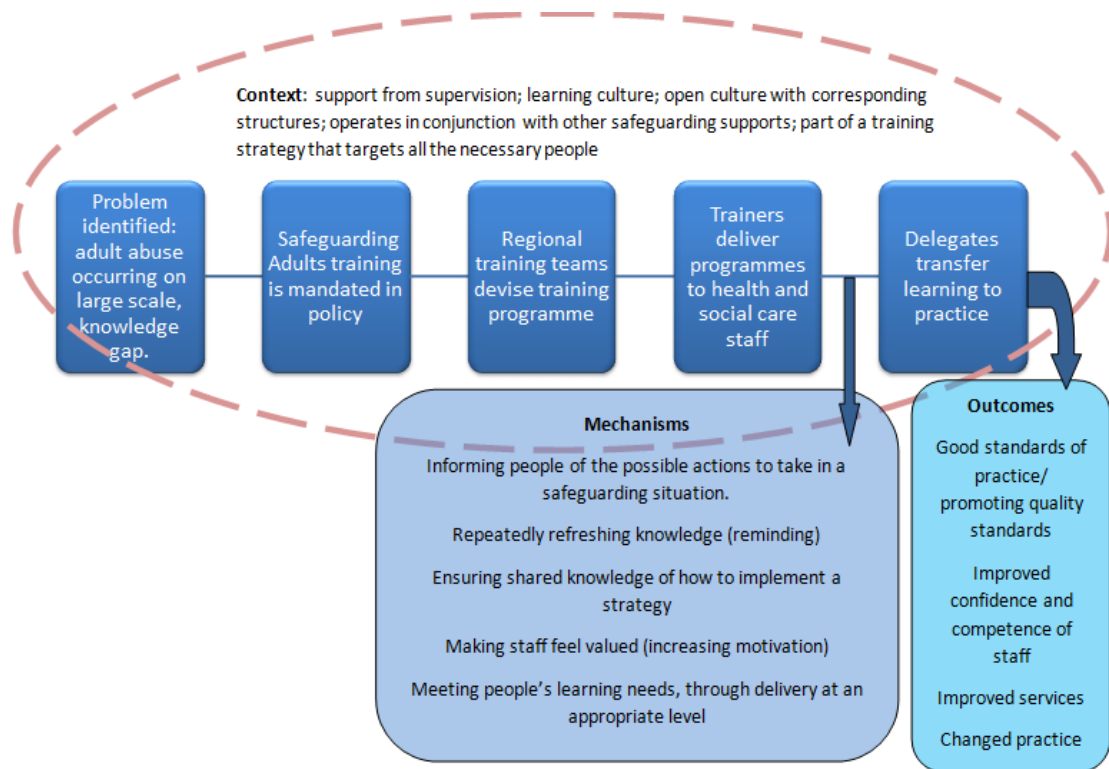 Context: support from supervision; learning culture; open culture with corresponding
structures; operates in conjunction with other safeguarding supports; part of a training
strategy that targets all the necessary people
Problem
identified:
adult abuse
occurring on
large scale,
knowledge
gap.
Safeguarding
Adults training
is mandated in
policy
Regional
training teams
devise training
programme
Trainers
deliver
programmes
to health and
social care
staff
Delegates
transfer
learning to
practice
Mechanisms
Informing people of the possible actions to take in a
safeguarding situation.
Repeatedly refreshing knowledge (reminding)
Ensuring shared knowledge of how to implement a
strategy
Making staff feel valued (increasing motivation)
Meeting people's learning needs, through delivery at an
appropriate level
Outcomes
Good standards of
practice/
promoting quality
standards
Improved
confidence and
competence of
staff
Improved services
Changed practice